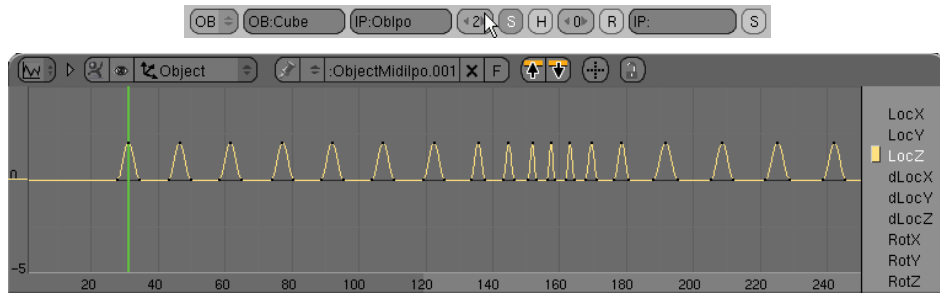 OB OB:Cube IP:ObIpo 2 S H 0 R IP: S
Object :ObjectMidiIpo.001 X F
LocX
LocY
0 LocZ
dLocX
dLocY
dLocZ
RotX
-5 RotY
20 40 60 80 100 120 140 160 180 200 220 240 RotZ